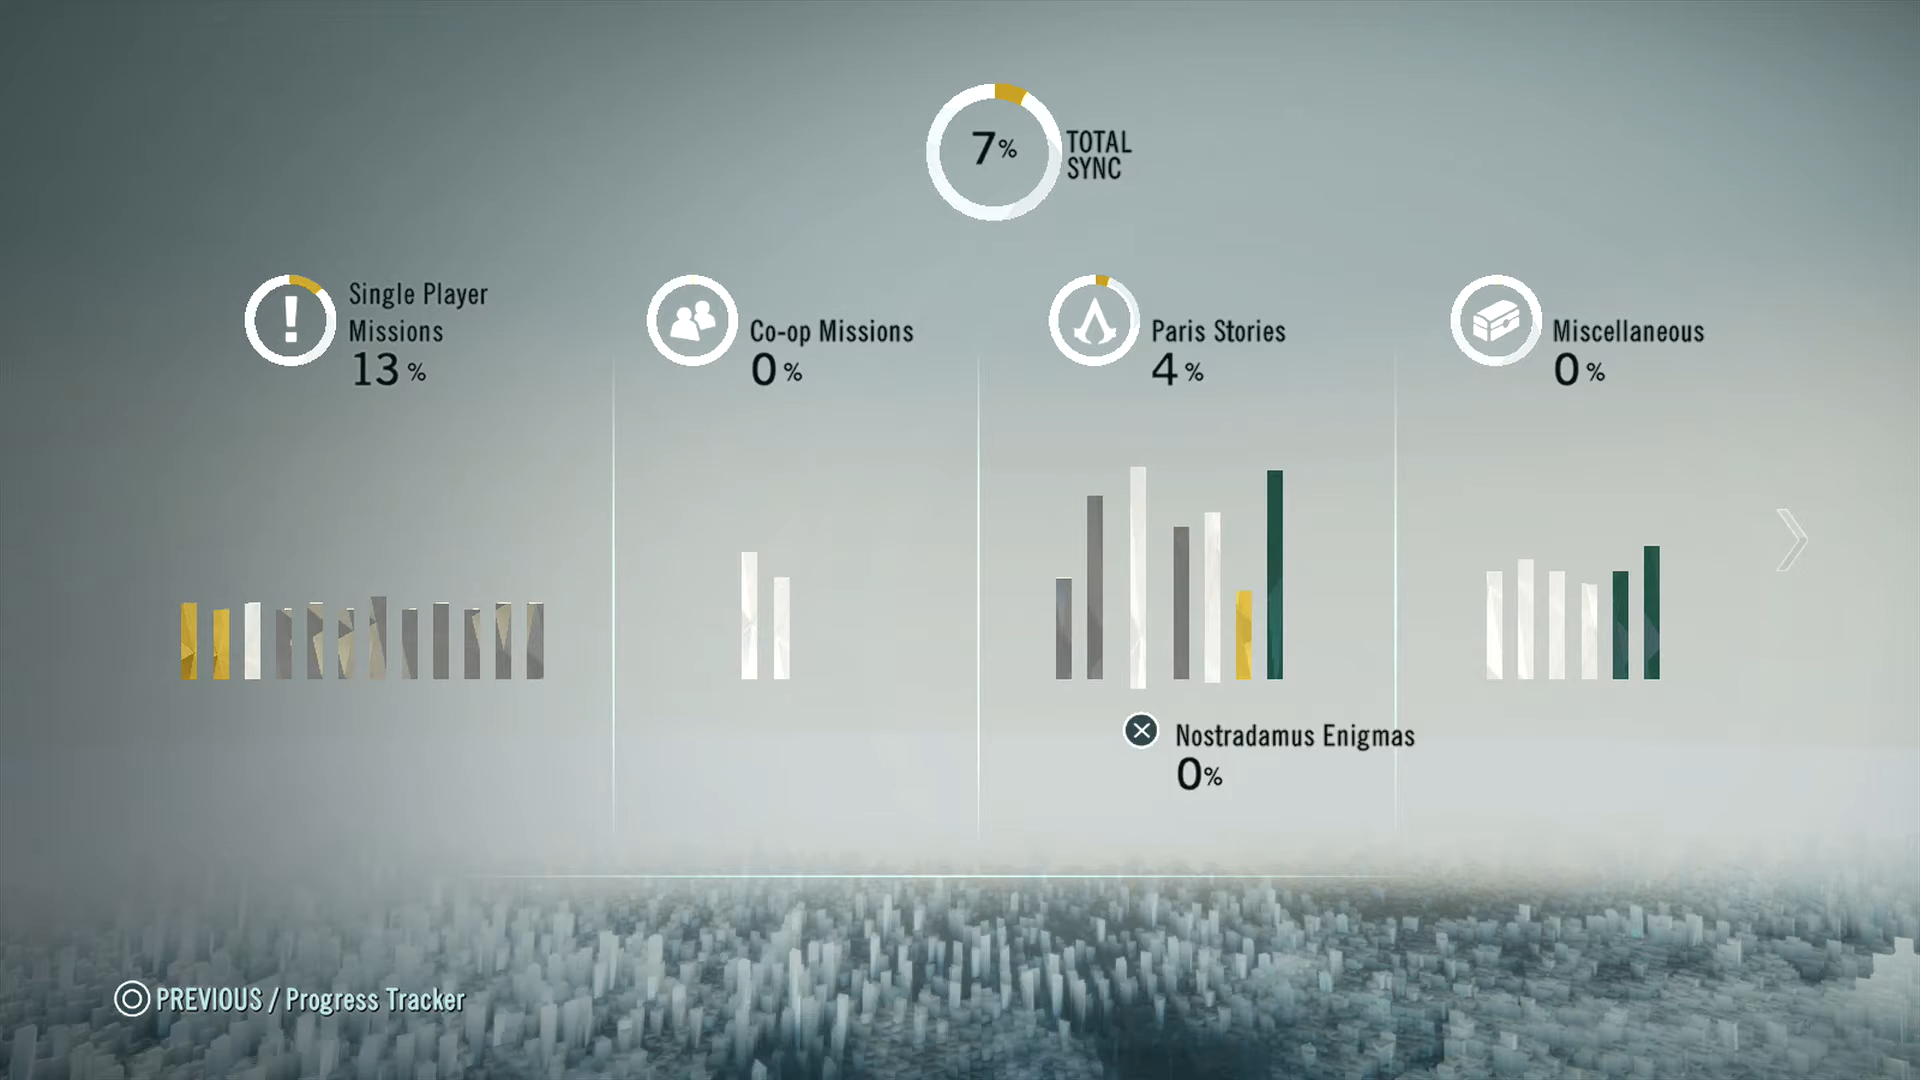 7%
TOTAL
SYNC
Single Player
Missions
13 %
Co-op Missions
0 %
Paris Stories
4 %
Miscellaneous
0 %
Nostradamus Enigmas
0%
PREVIOUS / Progress Tracker